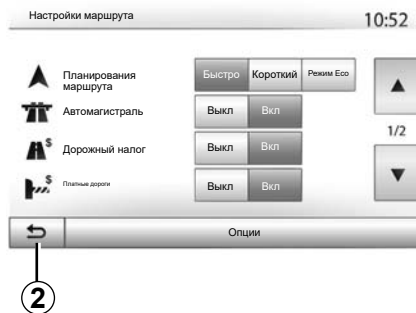 Настройки маршрута 10:52
Планирования маршрута Быстро Короткий Режим Eco
Автомагистраль Выкл Вкл
1/2
$ Дорожный налог Выкл Вкл
$ Платные дороги Выкл Вкл
Опции
2